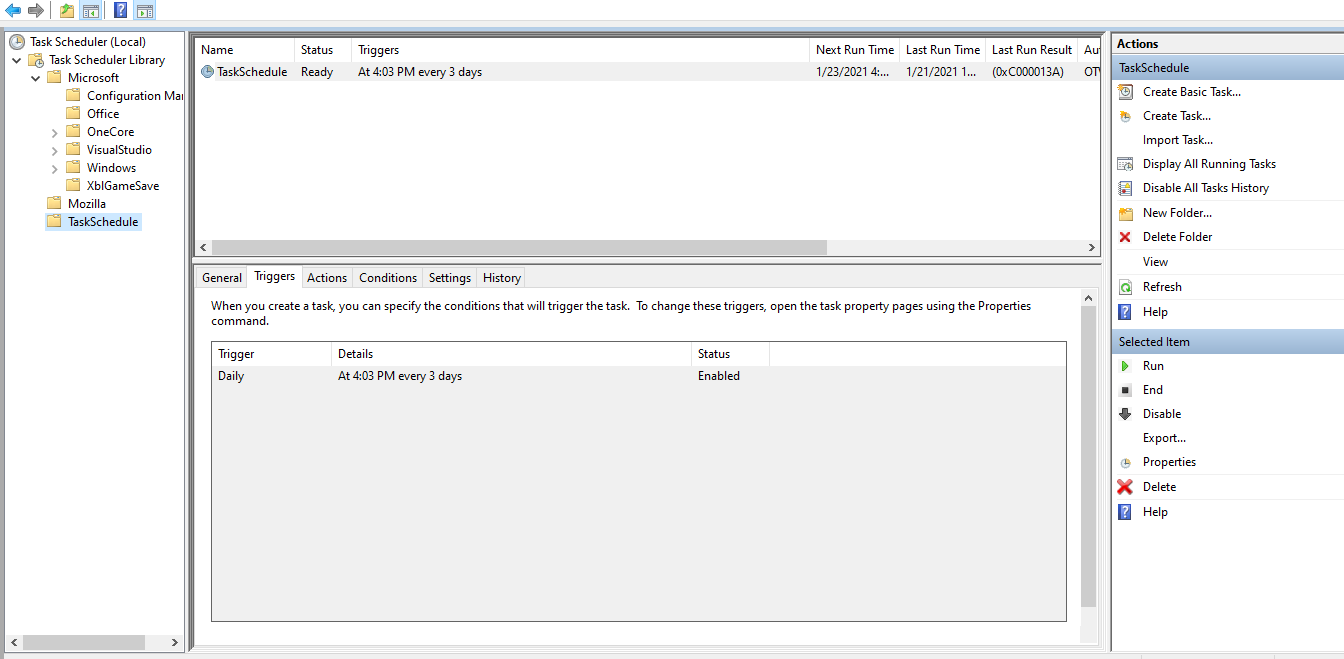 Task Scheduler (Local)
Task Scheduler Library
Microsoft
Configuration Mar
Office
OneCore
VisualStudio
Windows
XblGameSave
Mozilla
TaskSchedule
Name Status Triggers Next Run Time Last Run Time Last Run Result Aut
TaskSchedule Ready At 4:03 PM every 3 days 1/23/2021 4:... 1/21/2021 1... (0xC000013A) OTV
General Triggers Actions Conditions Settings History
When you create a task, you can specify the conditions that will trigger the task. To change these triggers, open the task property pages using the Properties
command.
Trigger Details Status
Daily At 4:03 PM every 3 days Enabled
Actions
TaskSchedule
Create Basic Task...
Create Task...
Import Task...
Display All Running Tasks
Disable All Tasks History
New Folder...
Delete Folder
View
Refresh
Help
Selected Item
Run
End
Disable
Export...
Properties
Delete
Help